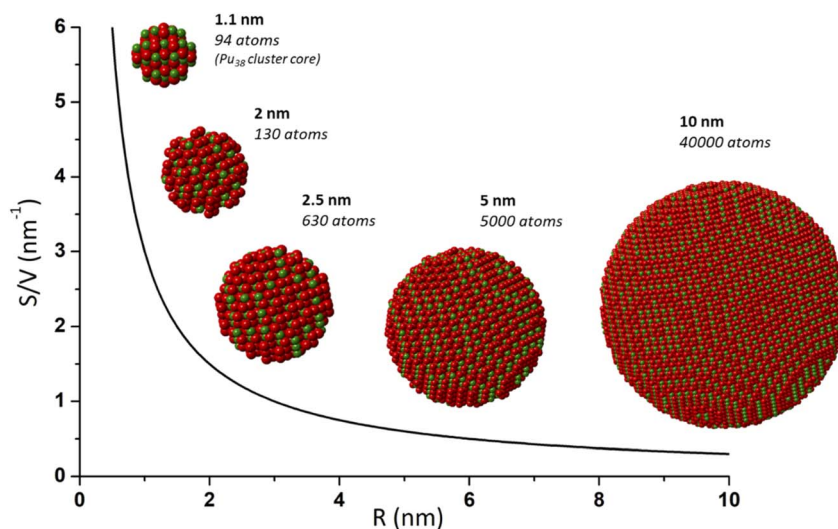 1.1 nm
94 atoms
(Pu38 cluster core)
2 nm
130 atoms
2.5 nm
630 atoms
5 nm
5000 atoms
10 nm
40000 atoms
S/V (nm-1)
6
5
4
3
2
1
0
0 2 4 6 8 10
R (nm)